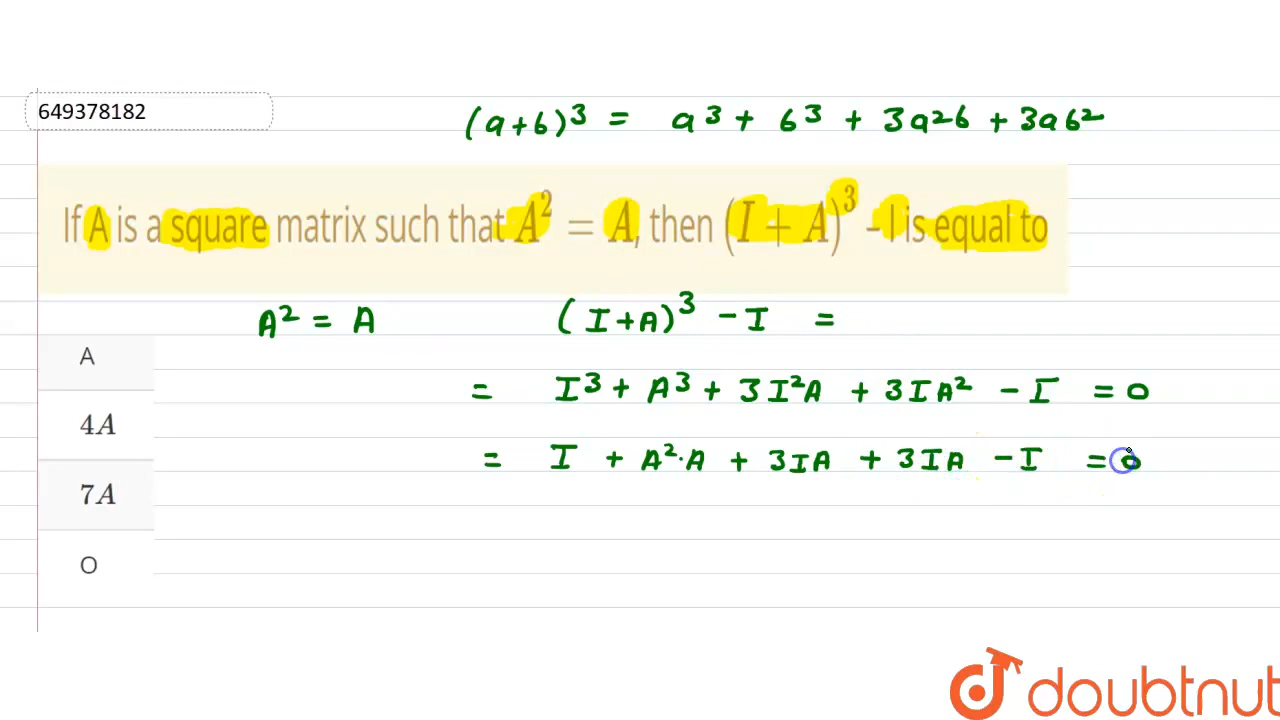 649378182
(a+b)³ = a³ + b³ + 3a²b + 3ab²
If A is a square matrix such that A² = A, then (I + A)³ – I is equal to
A² = A
(I+A)³ - I =
A
= I³ + A³ + 3I²A + 3IA² - I = 0
4A
= I + A²·A + 3IA + 3IA - I = 0
7A
O
doubtnut